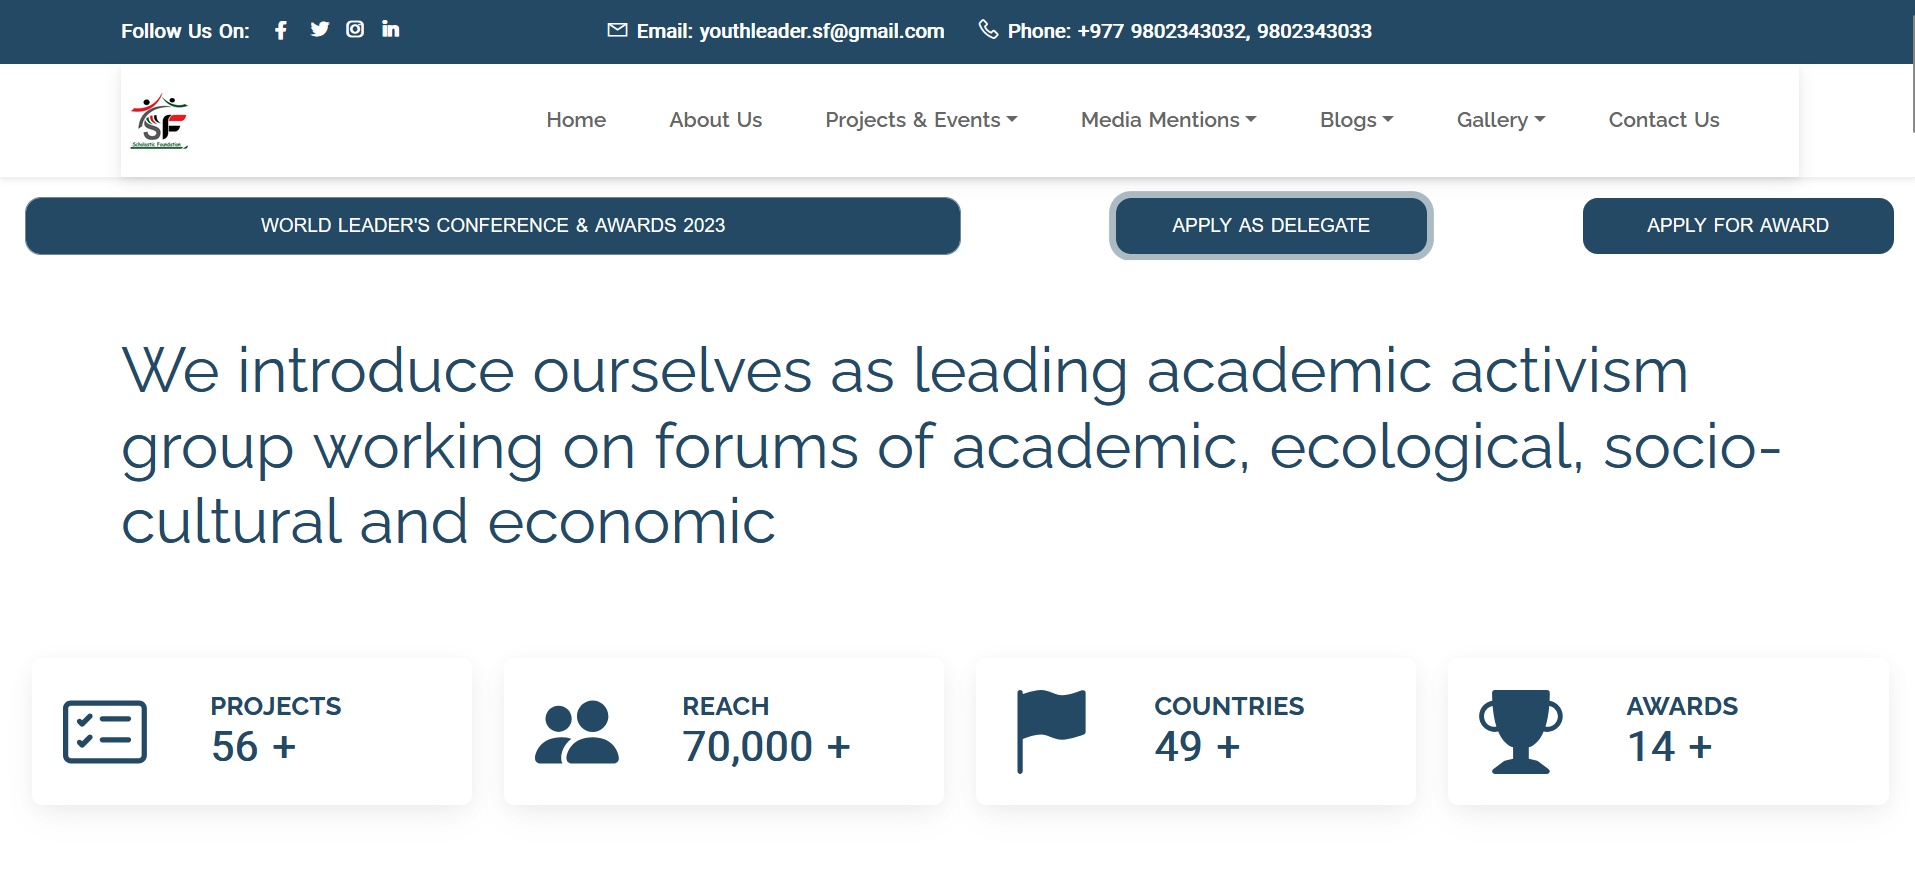 Follow Us On:
Email: youthleader.sf@gmail.com
Phone: +977 9802343032, 9802343033
SF
Scholastic Foundation
Home
About Us
Projects & Events
Media Mentions
Blogs
Gallery
Contact Us
WORLD LEADER'S CONFERENCE & AWARDS 2023
APPLY AS DELEGATE
APPLY FOR AWARD
We introduce ourselves as leading academic activism
group working on forums of academic, ecological, socio-
cultural and economic
PROJECTS
56 +
REACH
70,000 +
COUNTRIES
49 +
AWARDS
14 +